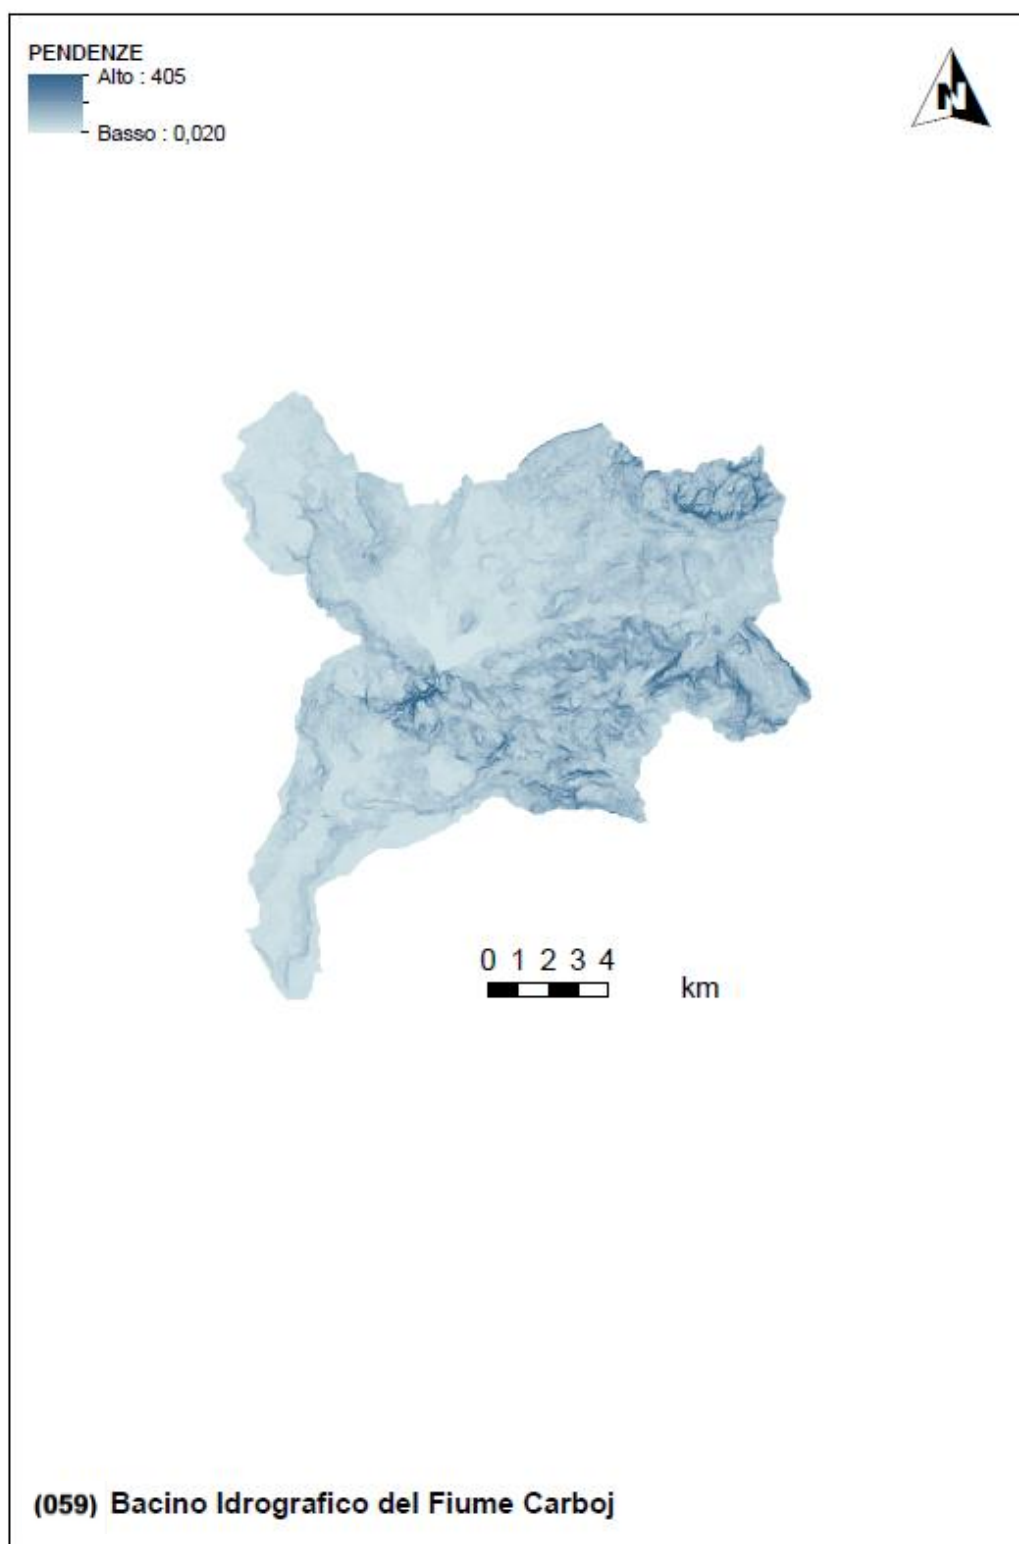 PENDENZE
Alto : 405
Basso : 0,020
N
0 1 2 3 4
km
(059) Bacino Idrografico del Fiume Carboj